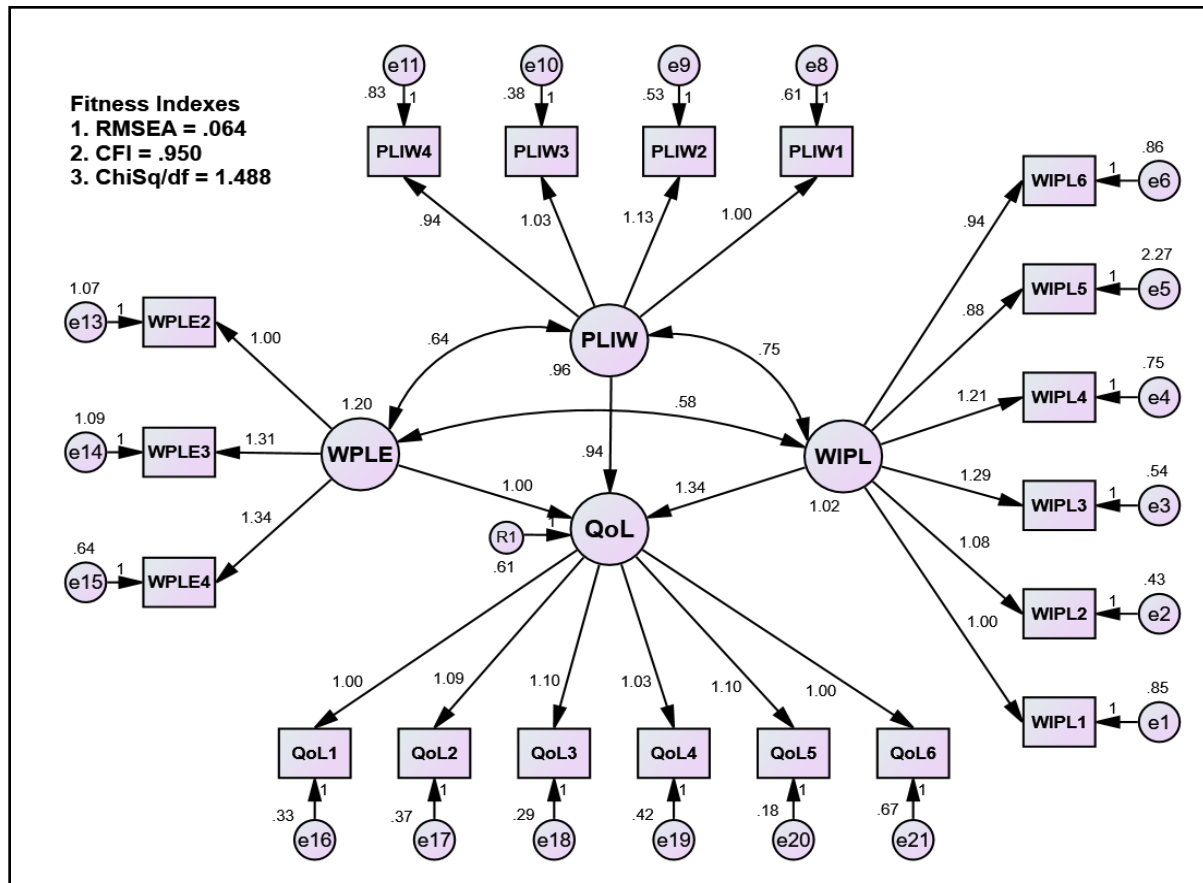 Fitness Indexes
1. RMSEA = .064
2. CFI = .950
3. ChiSq/df = 1.488
e11
e10
e9
e8
.83
1
.38
1
.53
1
.61
1
PLIW4
PLIW3
PLIW2
PLIW1
.94
1.03
1.13
1.00
PLIW
.96
.86
WIPL6
1
e6
.94
2.27
WIPL5
1
e5
.88
.75
WIPL4
1
e4
1.21
.54
WIPL3
1
e3
1.29
.43
WIPL2
1
e2
1.08
.85
WIPL1
1
e1
1.00
WIPL
1.02
1.07
e13
1
WPLE2
1.00
1.09
e14
1
WPLE3
1.31
.64
e15
1
WPLE4
1.34
1.20
WPLE
.64
.75
.58
.94
1.00
1.34
R1
1
.61
QoL
1.00
1.09
1.10
1.03
1.10
1.00
QoL1
QoL2
QoL3
QoL4
QoL5
QoL6
1
1
1
1
1
1
.33
.37
.29
.42
.18
.67
e16
e17
e18
e19
e20
e21